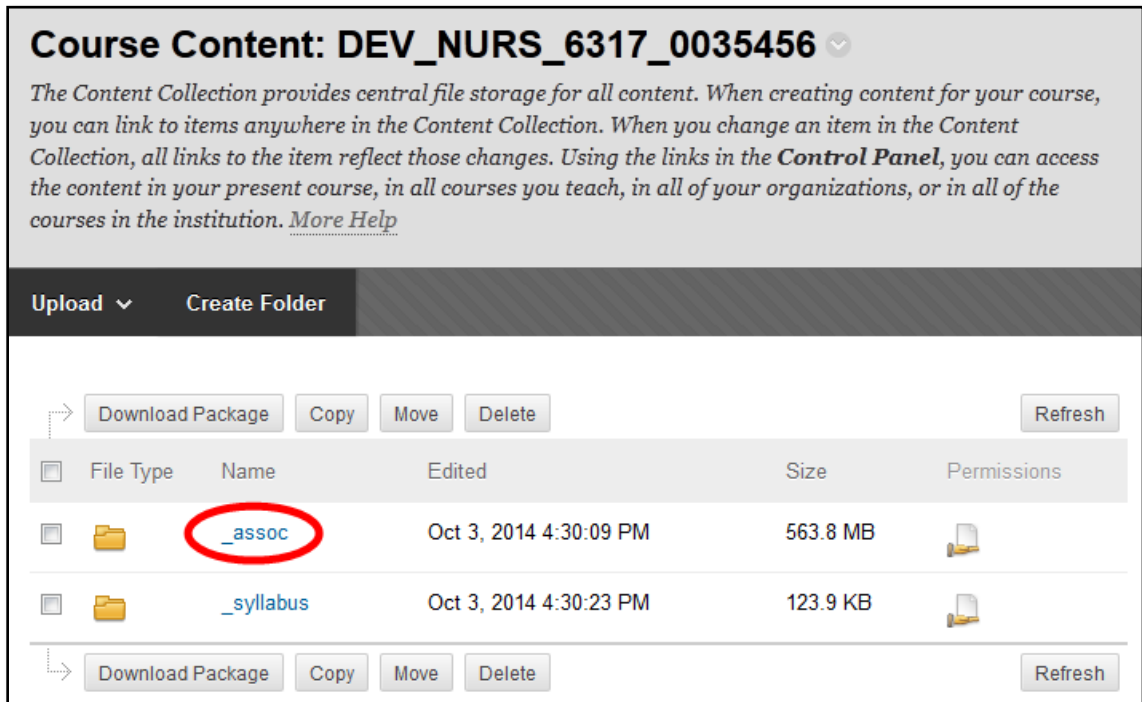 Course Content: DEV_NURS_6317_0035456
The Content Collection provides central file storage for all content. When creating content for your course,
you can link to items anywhere in the Content Collection. When you change an item in the Content
Collection, all links to the item reflect those changes. Using the links in the Control Panel, you can access
the content in your present course, in all courses you teach, in all of your organizations, or in all of the
courses in the institution. More Help
Upload Create Folder
Download Package Copy Move Delete Refresh
File Type Name Edited Size Permissions
_assoc Oct 3, 2014 4:30:09 PM 563.8 MB
_syllabus Oct 3, 2014 4:30:23 PM 123.9 KB
Download Package Copy Move Delete Refresh